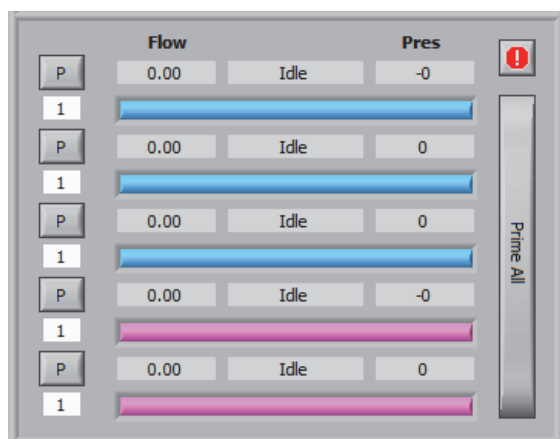 Flow Pres
P 0.00 Idle -0 !
1
P 0.00 Idle 0
1
P 0.00 Idle 0
1
Prime All
P 0.00 Idle -0
1
P 0.00 Idle 0
1